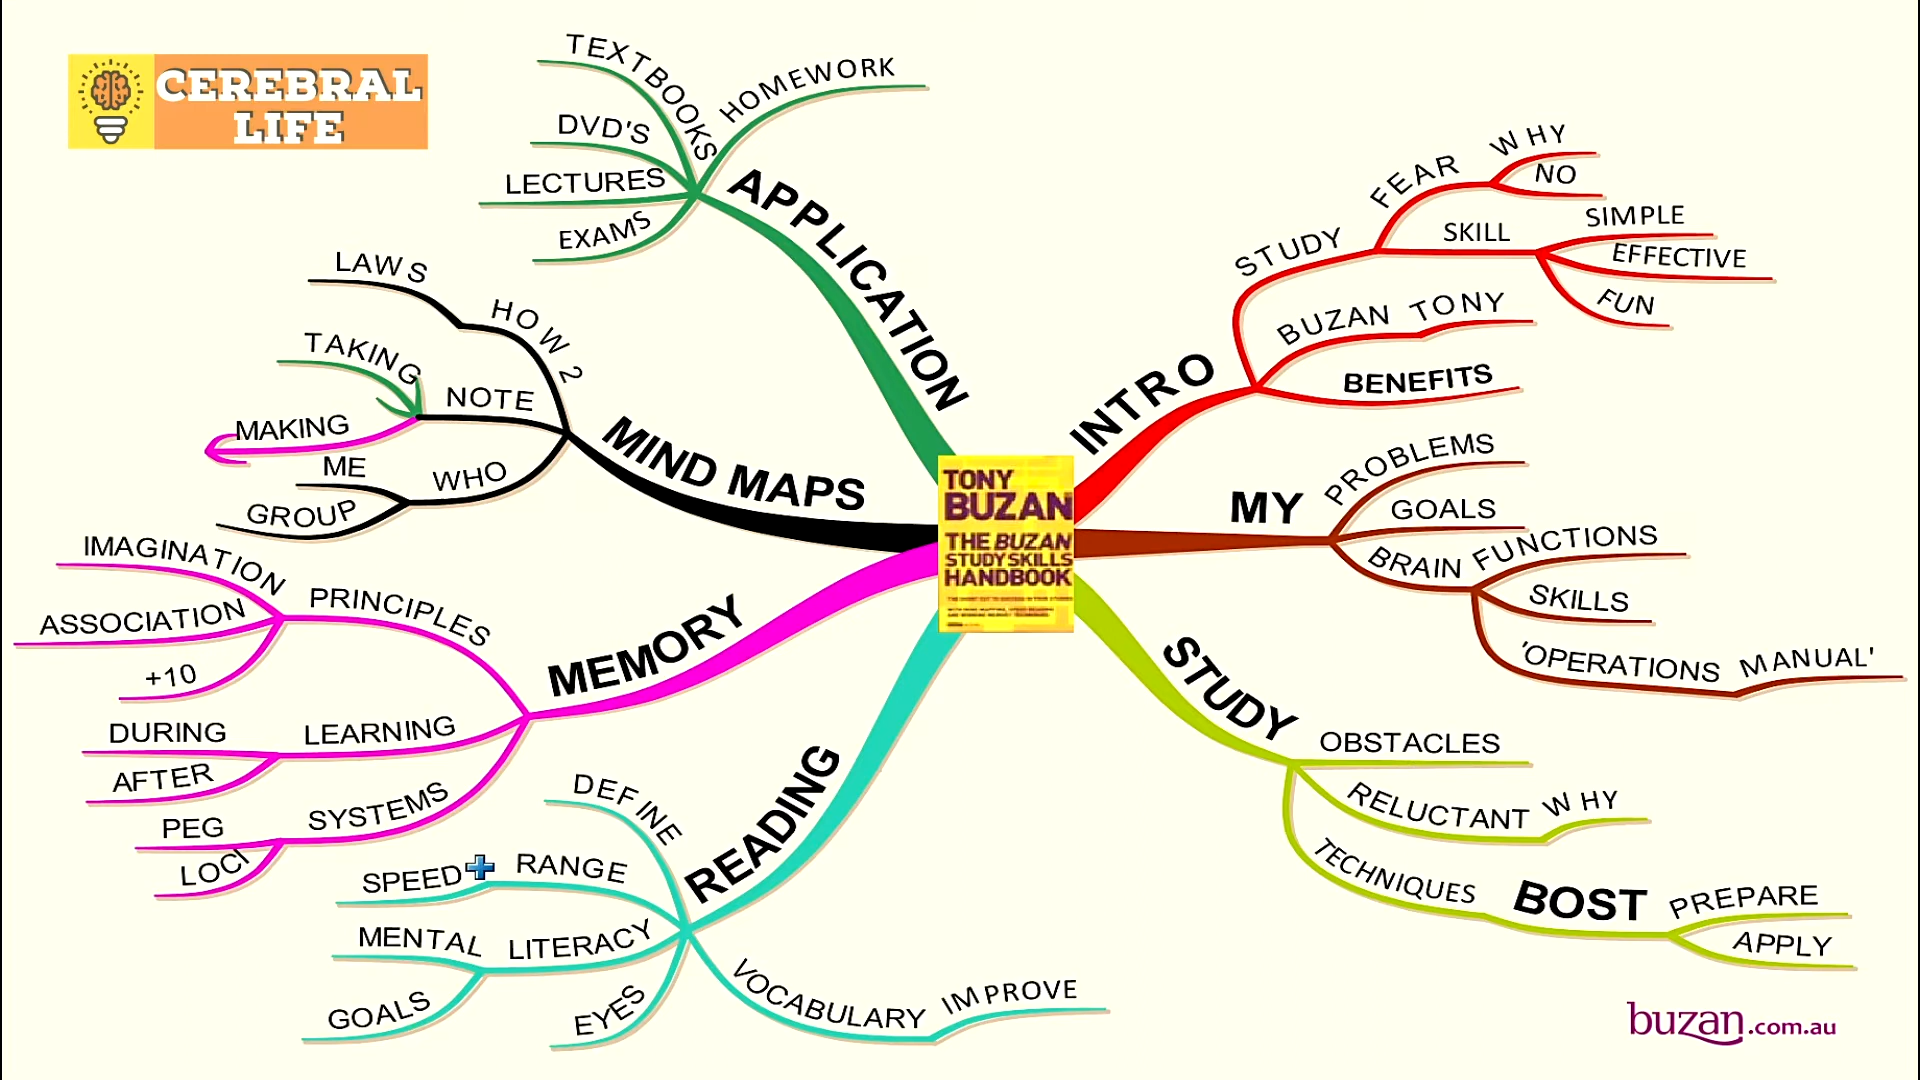 CEREBRAL
LIFE
TONY
BUZAN
THE BUZAN
STUDY SKILLS
HANDBOOK
INTRO
STUDY
FEAR
WHY
NO
SKILL
SIMPLE
EFFECTIVE
FUN
BUZAN TONY
BENEFITS
MY
PROBLEMS
GOALS
BRAIN
FUNCTIONS
SKILLS
'OPERATIONS MANUAL'
STUDY
OBSTACLES
RELUCTANT WHY
TECHNIQUES
BOST
PREPARE
APPLY
READING
DEFINE
RANGE
SPEED
LITERACY
MENTAL
GOALS
EYES
VOCABULARY IMPROVE
MEMORY
PRINCIPLES
IMAGINATION
ASSOCIATION
+10
LEARNING
DURING
AFTER
SYSTEMS
PEG
LOCI
MIND MAPS
HOW 2
LAWS
NOTE
TAKING
MAKING
WHO
ME
GROUP
APPLICATION
TEXTBOOKS
HOMEWORK
DVD'S
LECTURES
EXAMS
buzan.com.au